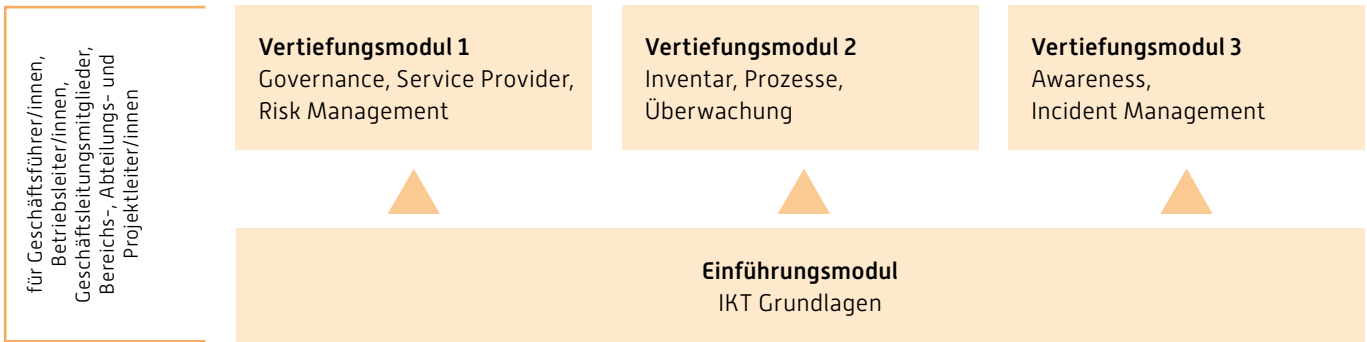 für Geschäftsführer/innen,
Betriebsleiter/innen,
Geschäftsleitungsmitglieder,
Bereichs-, Abteilungs- und
Projektleiter/innen
Vertiefungsmodul 1
Governance, Service Provider,
Risk Management
Vertiefungsmodul 2
Inventar, Prozesse,
Überwachung
Vertiefungsmodul 3
Awareness,
Incident Management
Einführungsmodul
IKT Grundlagen